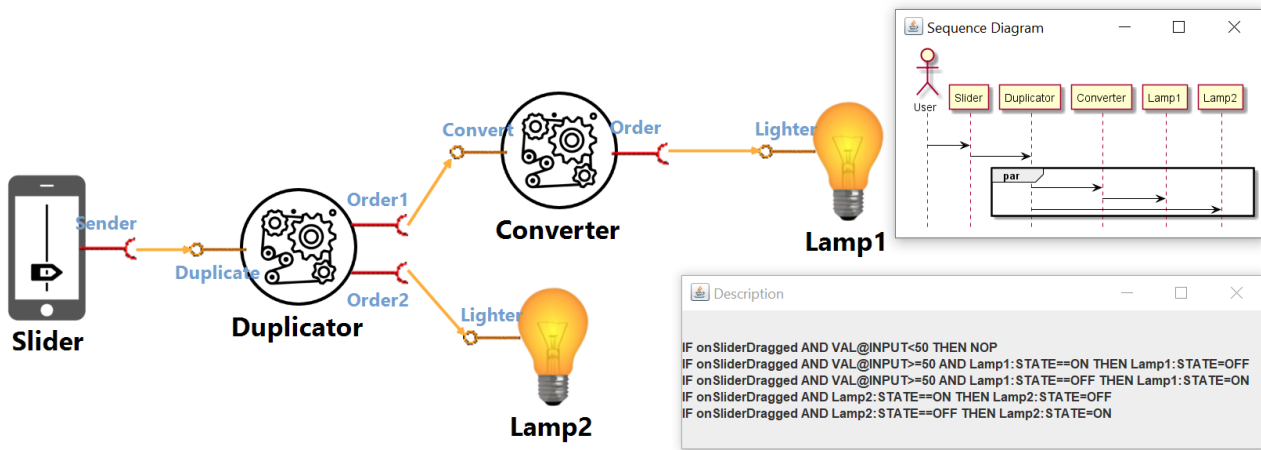 Sender
Slider
Duplicate
Duplicator
Order1
Order2
Convert
Converter
Order
Lighter
Lamp1
Lighter
Lamp2
Sequence Diagram
User
Slider
Duplicator
Converter
Lamp1
Lamp2
par
Description
IF onSliderDragged AND VAL@INPUT<50 THEN NOP
IF onSliderDragged AND VAL@INPUT>=50 AND Lamp1:STATE==ON THEN Lamp1:STATE=OFF
IF onSliderDragged AND VAL@INPUT>=50 AND Lamp1:STATE==OFF THEN Lamp1:STATE=ON
IF onSliderDragged AND Lamp2:STATE==ON THEN Lamp2:STATE=OFF
IF onSliderDragged AND Lamp2:STATE==OFF THEN Lamp2:STATE=ON